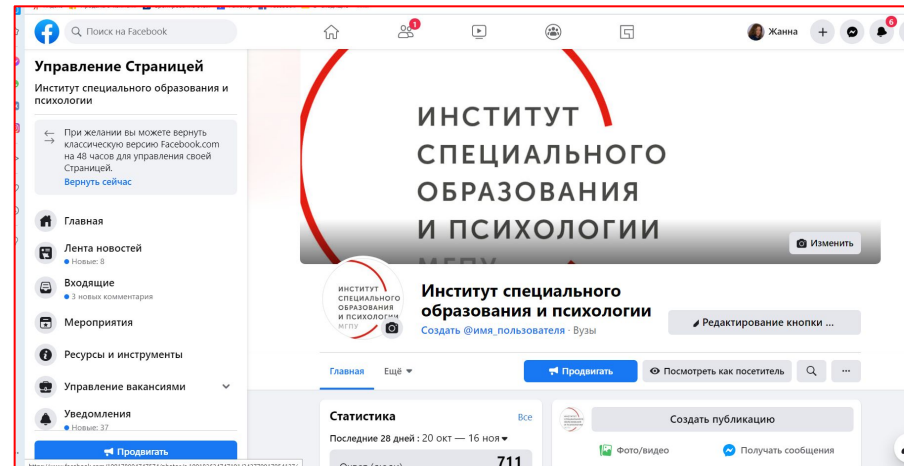 Поиск на Facebook
1
Жанна
6
Управление Страницей
Институт специального образования и
психологии
При желании вы можете вернуть
классическую версию Facebook.com
на 48 часов для управления своей
Страницей.
Вернуть сейчас
Главная
Лента новостей
Новые: 8
Входящие
3 новых комментария
Мероприятия
Ресурсы и инструменты
Управление вакансиями
Уведомления
Новые: 37
Продвигать
ИНСТИТУТ
СПЕЦИАЛЬНОГО
ОБРАЗОВАНИЯ
И ПСИХОЛОГИИ
МГПУ
Изменить
ИНСТИТУТ
СПЕЦИАЛЬНОГО
ОБРАЗОВАНИЯ
И ПСИХОЛОГИИ
МГПУ
Институт специального
образования и психологии
Создать @имя_пользователя · Вузы
Редактирование кнопки ...
Главная
Ещё
Продвигать
Посмотреть как посетитель
Статистика
Все
Последние 28 дней : 20 окт — 16 ноя
711
Создать публикацию
Фото/видео
Получать сообщения